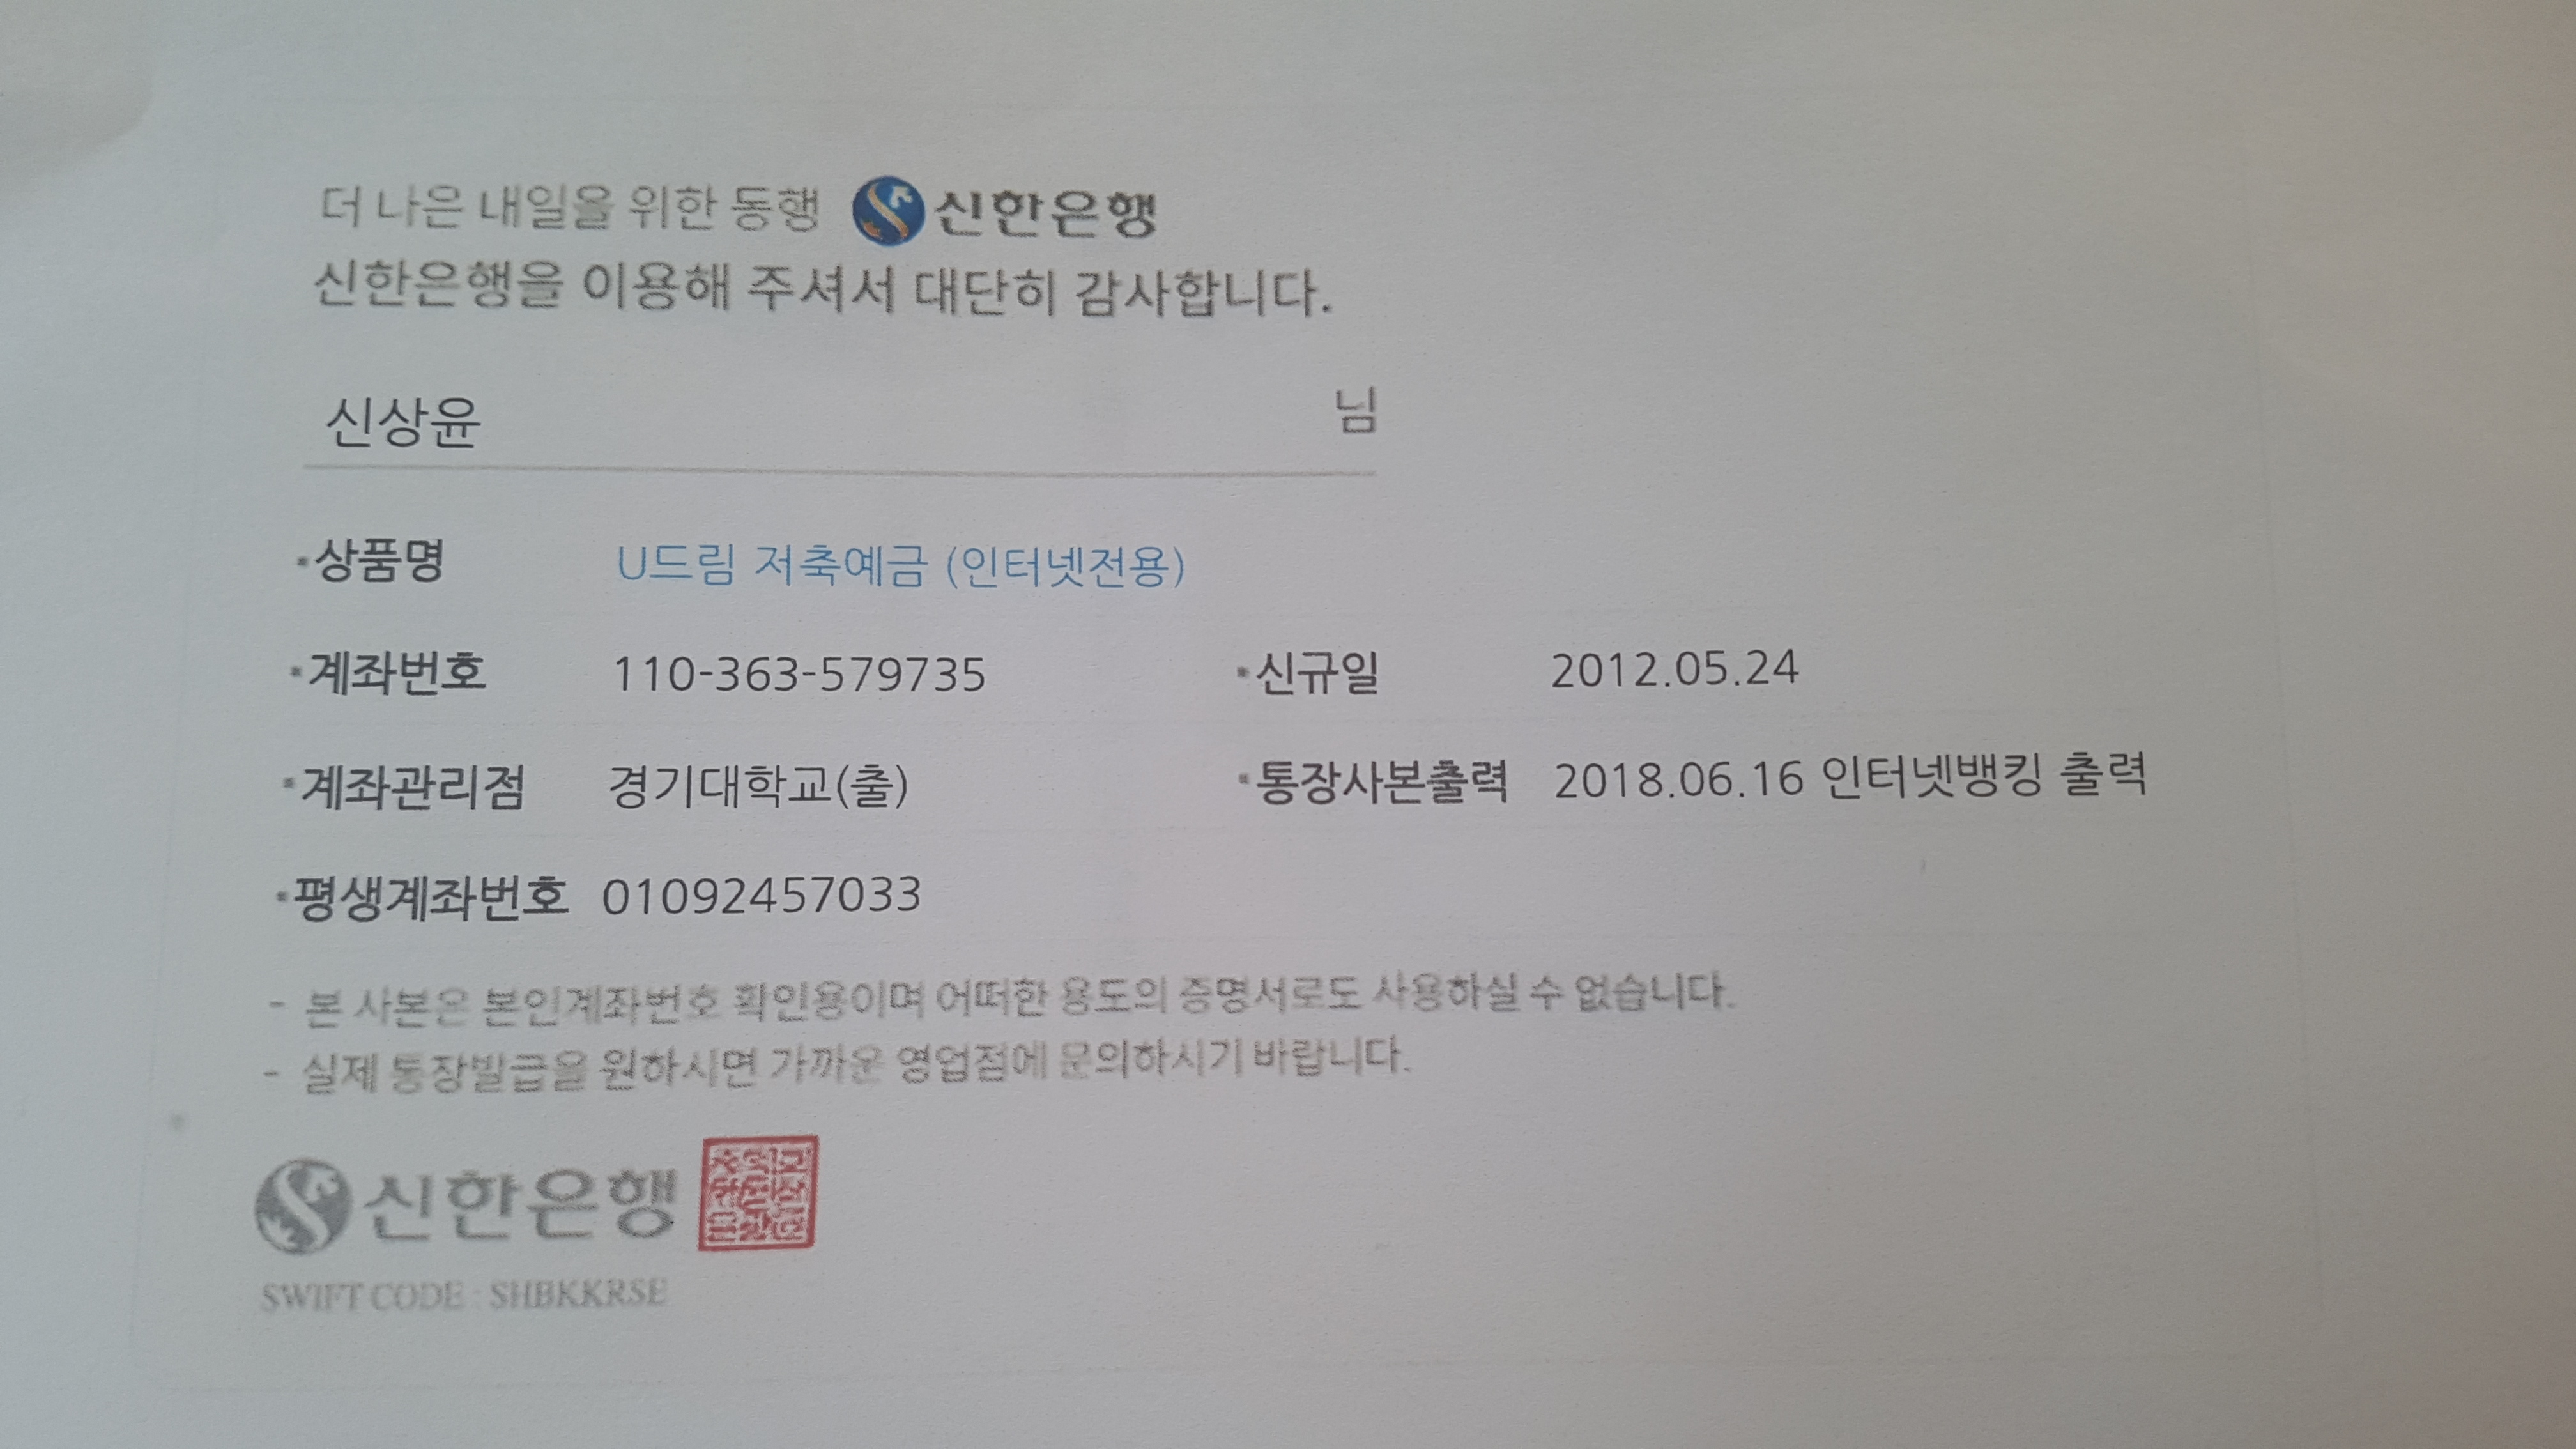 더 나은 내일을 위한 동행 신한은행
신한은행을 이용해 주셔서 대단히 감사합니다.
신상윤 님
·상품명 U드림 저축예금 (인터넷전용)
·계좌번호 110-363-579735 ·신규일 2012.05.24
·계좌관리점 경기대학교(출) ·통장사본출력 2018.06.16 인터넷뱅킹 출력
·평생계좌번호 01092457033
- 본 사본은 본인계좌번호 확인용이며 어떠한 용도의 증명서로도 사용하실 수 없습니다.
- 실제 통장발급을 원하시면 가까운 영업점에 문의하시기 바랍니다.
신한은행
SWIFT CODE : SHBKKRSE